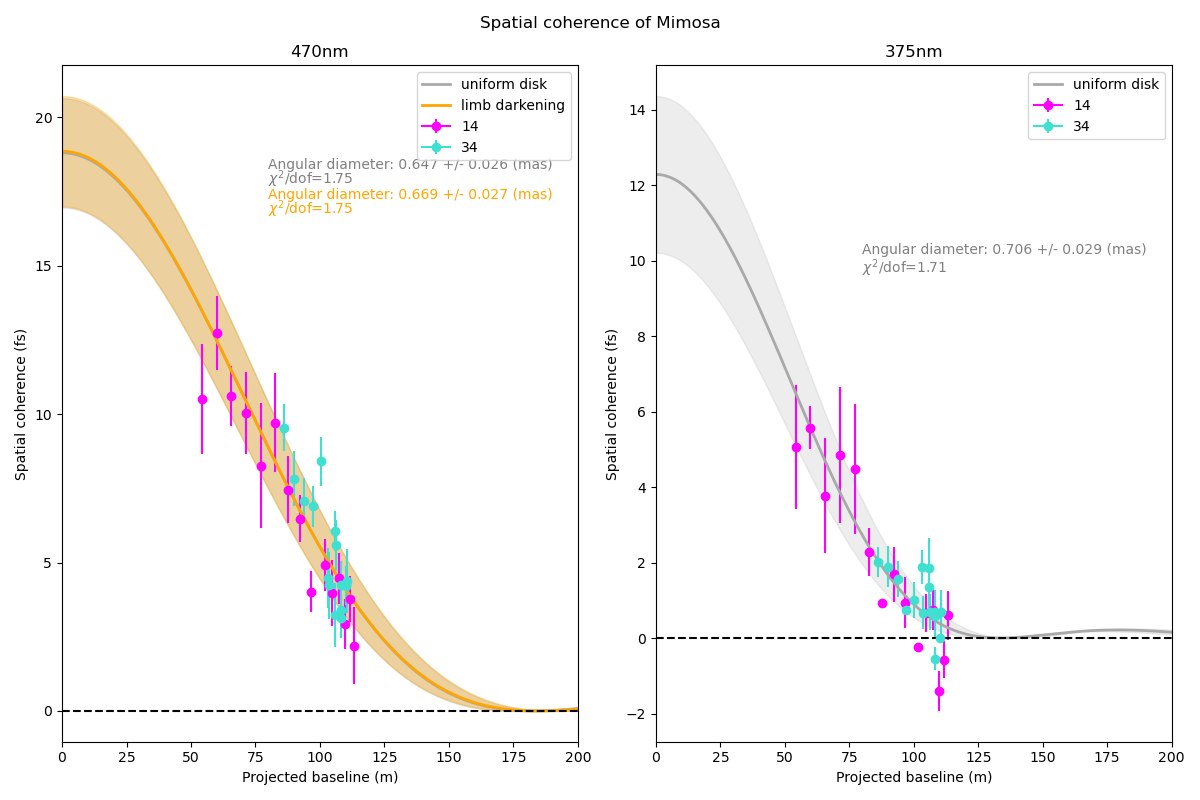 Spatial coherence of Mimosa
470nm
uniform disk
limb darkening
14
34
Angular diameter: 0.647 +/- 0.026 (mas)
χ²/dof=1.75
Angular diameter: 0.669 +/- 0.027 (mas)
χ²/dof=1.75
Spatial coherence (fs)
20
15
10
5
0
0 25 50 75 100 125 150 175 200
Projected baseline (m)
375nm
uniform disk
14
34
Angular diameter: 0.706 +/- 0.029 (mas)
χ²/dof=1.71
Spatial coherence (fs)
14
12
10
8
6
4
2
0
−2
0 25 50 75 100 125 150 175 200
Projected baseline (m)